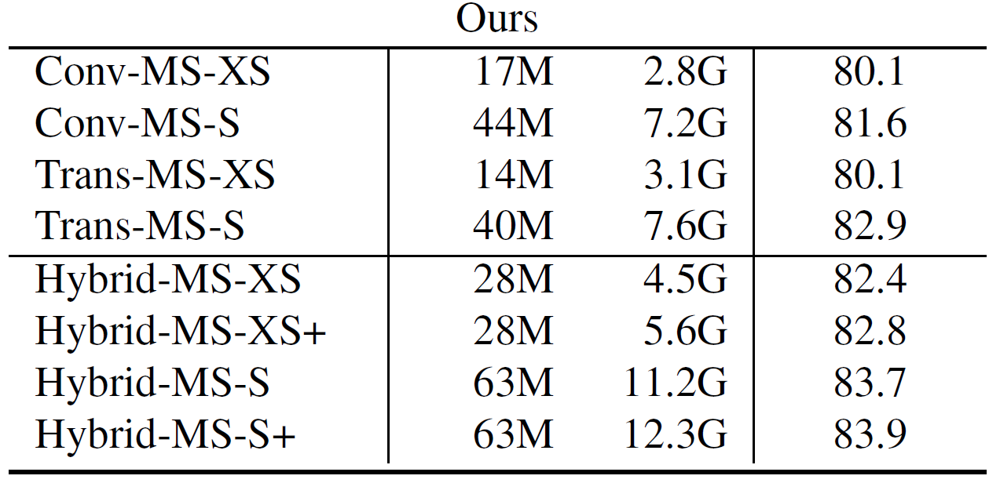 Ours
Conv-MS-XS 17M 2.8G 80.1
Conv-MS-S 44M 7.2G 81.6
Trans-MS-XS 14M 3.1G 80.1
Trans-MS-S 40M 7.6G 82.9
Hybrid-MS-XS 28M 4.5G 82.4
Hybrid-MS-XS+ 28M 5.6G 82.8
Hybrid-MS-S 63M 11.2G 83.7
Hybrid-MS-S+ 63M 12.3G 83.9